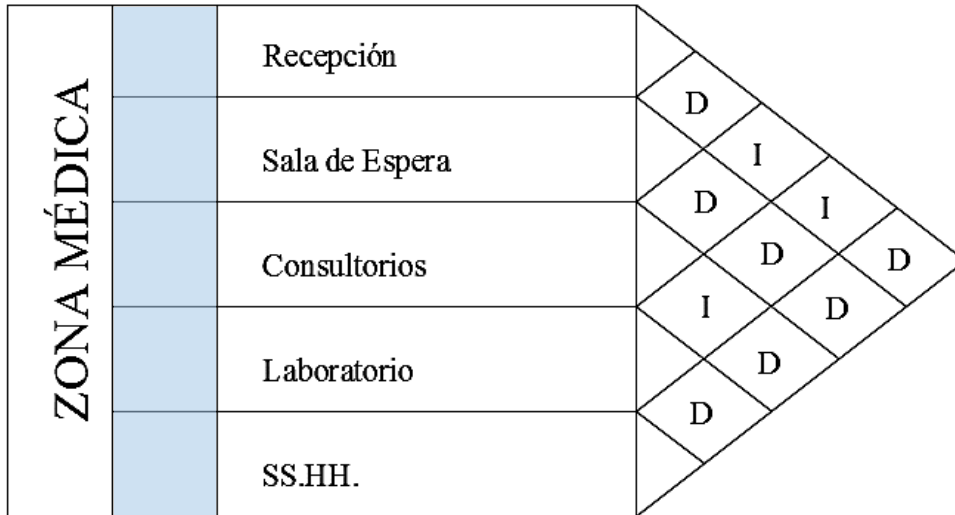 ZONA MÉDICA
Recepción
Sala de Espera
Consultorios
Laboratorio
SS.HH.
D
I
D
I
D
D
I
D
D
D